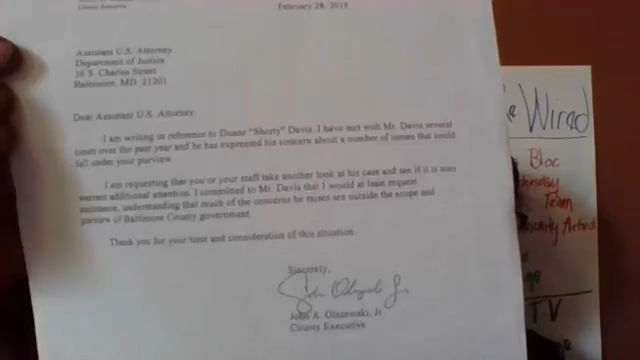 County Executive
February 28, 2019
Assistant U.S. Attorney
Department of Justice
36 S. Charles Street
Baltimore, MD 21201
Dear Assistant U.S. Attorney:
I am writing in reference to Duane "Shorty" Davis. I have met with Mr. Davis several
times over the past year and he has expressed his concern about a number of issues that could
fall under your purview.
I am requesting that you or your staff take another look at his case and see if it is may
warrant additional attention. I committed to Mr. Davis that I would at least request
assistance, understanding that much of the concerns he raises are outside the scope and
purview of Baltimore County government.
Thank you for your time and consideration of this situation.
Sincerely,
John A. Olszewski, Jr
County Executive
Wired
Bloc
Team
T.V